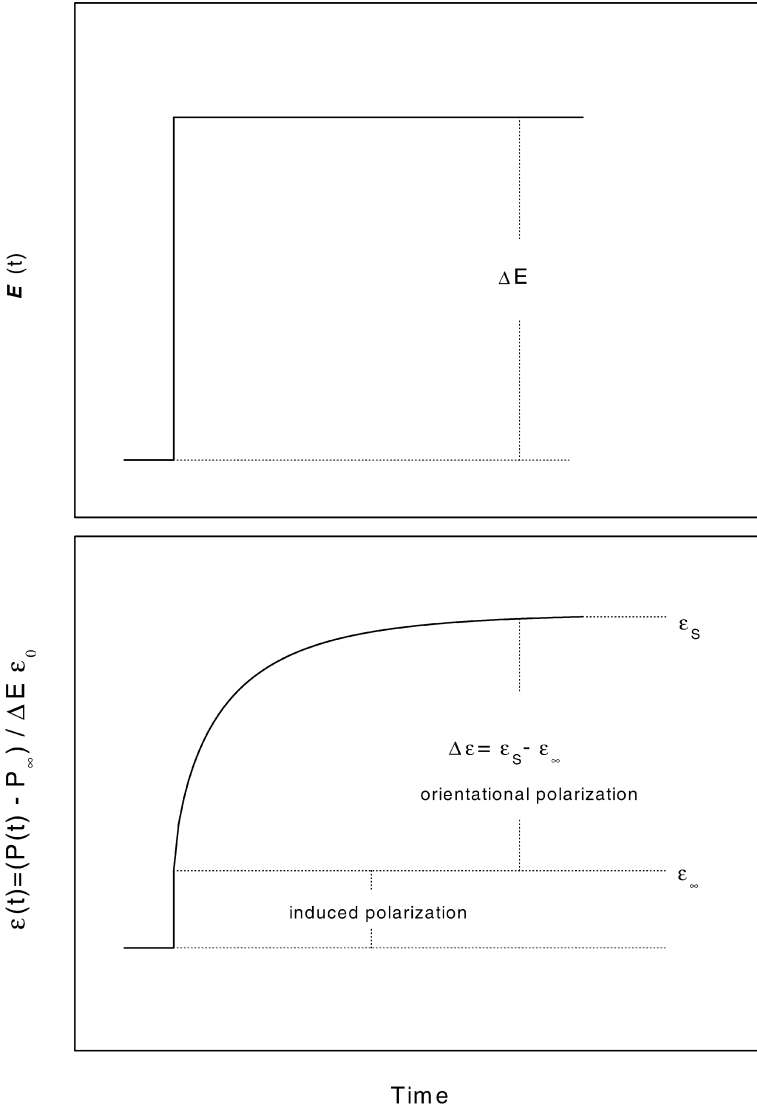 E (t)
ΔE
ε(t)=(P(t) - P∞) / ΔE ε0
εS
Δε= εS- ε∞
orientational polarization
ε∞
induced polarization
Time